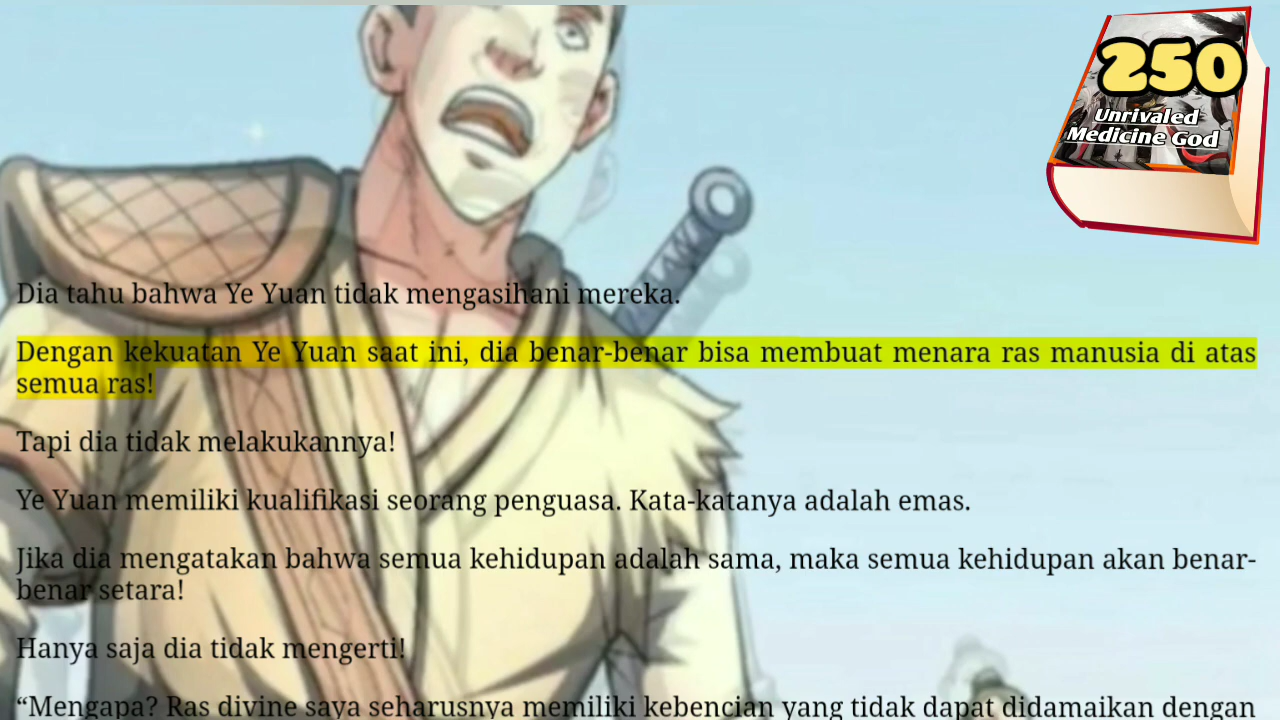 250
Unrivaled
Medicine God
Dia tahu bahwa Ye Yuan tidak mengasihani mereka.
Dengan kekuatan Ye Yuan saat ini, dia benar-benar bisa membuat menara ras manusia di atas
semua ras!
Tapi dia tidak melakukannya!
Ye Yuan memiliki kualifikasi seorang penguasa. Kata-katanya adalah emas.
Jika dia mengatakan bahwa semua kehidupan adalah sama, maka semua kehidupan akan benar-
benar setara!
Hanya saja dia tidak mengerti!
“Mengapa? Ras divine saya seharusnya memiliki kebencian yang tidak dapat didamaikan dengan